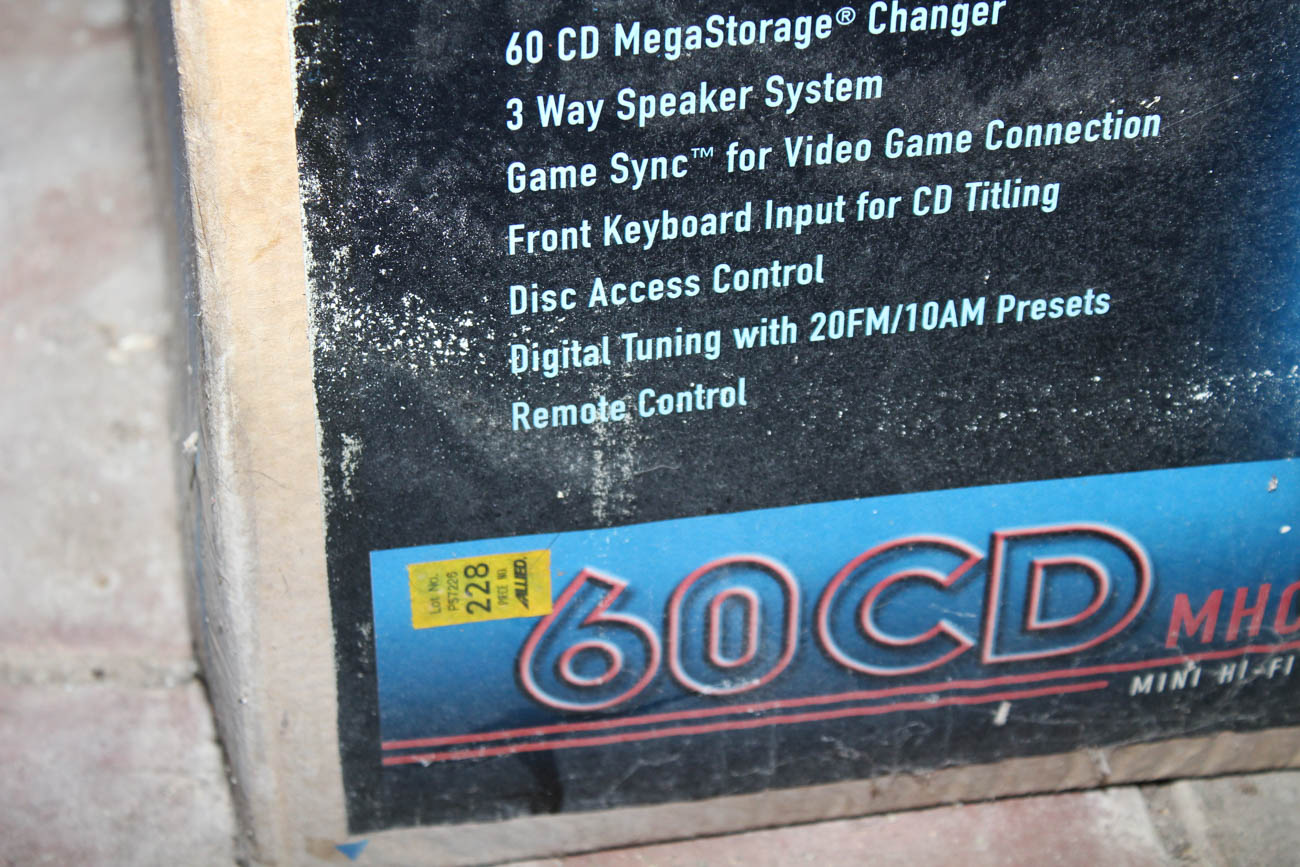 60 CD MegaStorage® Changer
3 Way Speaker System
Game Sync™ for Video Game Connection
Front Keyboard Input for CD Titling
Disc Access Control
Digital Tuning with 20FM/10AM Presets
Remote Control
Lot No.
P57226
228
PIECE NO.
ALLIED.
60CD
MHC
MINI HI-FI